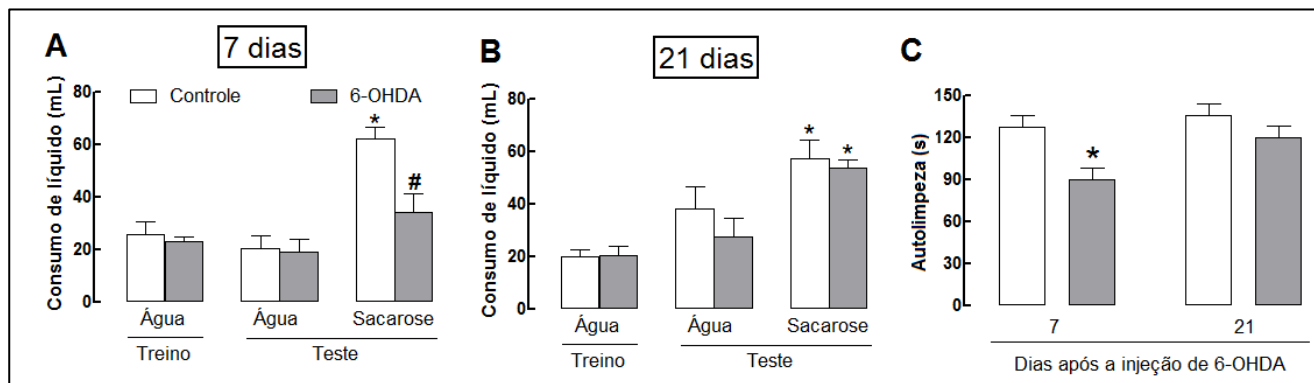 A
7 dias
Consumo de líquido (mL)
80
60
40
20
0
Controle
6-OHDA
*
#
Água
Água
Sacarose
Treino
Teste
B
21 dias
Consumo de líquido (mL)
80
60
40
20
0
*
*
Água
Água
Sacarose
Treino
Teste
C
Autolimpeza (s)
150
120
90
60
30
0
*
7
21
Dias após a injeção de 6-OHDA